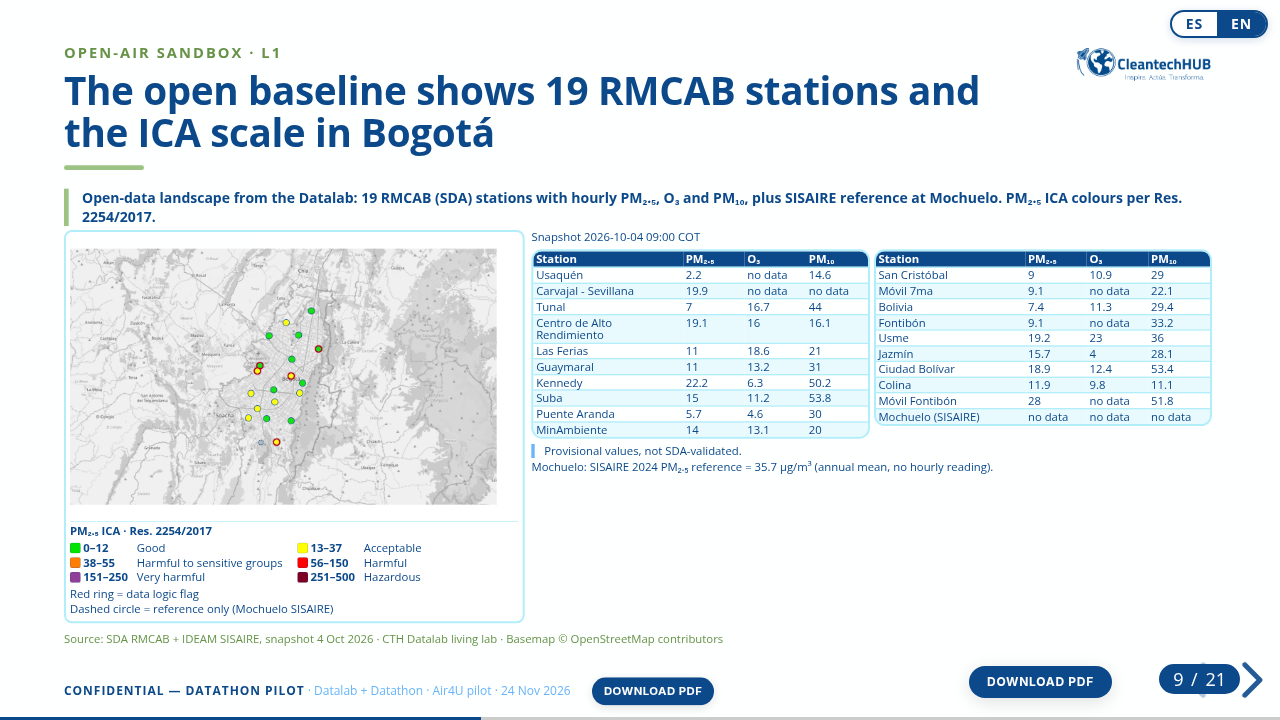 ES EN
OPEN-AIR SANDBOX · L1
CleantechHUB
Inspira. Actúa. Transforma.
The open baseline shows 19 RMCAB stations and
the ICA scale in Bogotá
Open-data landscape from the Datalab: 19 RMCAB (SDA) stations with hourly PM₂.₅, O₃ and PM₁₀, plus SISAIRE reference at Mochuelo. PM₂.₅ ICA colours per Res.
2254/2017.
Snapshot 2026-10-04 09:00 COT
Station PM₂.₅ O₃ PM₁₀
Usaquén 2.2 no data 14.6
Carvajal - Sevillana 19.9 no data no data
Tunal 7 16.7 44
Centro de Alto
Rendimiento 19.1 16 16.1
Las Ferias 11 18.6 21
Guaymaral 11 13.2 31
Kennedy 22.2 6.3 50.2
Suba 15 11.2 53.8
Puente Aranda 5.7 4.6 30
MinAmbiente 14 13.1 20
Station PM₂.₅ O₃ PM₁₀
San Cristóbal 9 10.9 29
Móvil 7ma 9.1 no data 22.1
Bolivia 7.4 11.3 29.4
Fontibón 9.1 no data 33.2
Usme 19.2 23 36
Jazmín 15.7 4 28.1
Ciudad Bolívar 18.9 12.4 53.4
Colina 11.9 9.8 11.1
Móvil Fontibón 28 no data 51.8
Mochuelo (SISAIRE) no data no data no data
Provisional values, not SDA-validated.
Mochuelo: SISAIRE 2024 PM₂.₅ reference = 35.7 µg/m³ (annual mean, no hourly reading).
Soacha
PM₂.₅ ICA · Res. 2254/2017
0–12 Good 13–37 Acceptable
38–55 Harmful to sensitive groups 56–150 Harmful
151–250 Very harmful 251–500 Hazardous
Red ring = data logic flag
Dashed circle = reference only (Mochuelo SISAIRE)
Source: SDA RMCAB + IDEAM SISAIRE, snapshot 4 Oct 2026 · CTH Datalab living lab · Basemap © OpenStreetMap contributors
CONFIDENTIAL — DATATHON PILOT · Datalab + Datathon · Air4U pilot · 24 Nov 2026
DOWNLOAD PDF
DOWNLOAD PDF
9 / 21